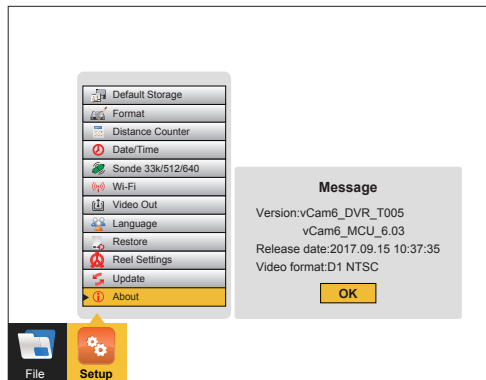 Default Storage
Format
Distance Counter
Date/Time
Sonde 33k/512/640
Wi-Fi
Video Out
Language
Restore
Reel Settings
Update
About
Message
Version:vCam6_DVR_T005
vCam6_MCU_6.03
Release date:2017.09.15 10:37:35
Video format:D1 NTSC
OK
File
Setup